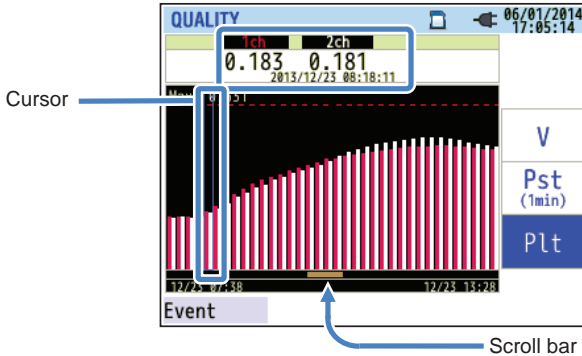 QUALITY
06/01/2014
17:05:14
1ch 2ch
0.183 0.181
2013/12/23 08:18:11
Cursor
V
Pst
(1min)
Plt
12/23 07:38 12/23 13:28
Event
Scroll bar